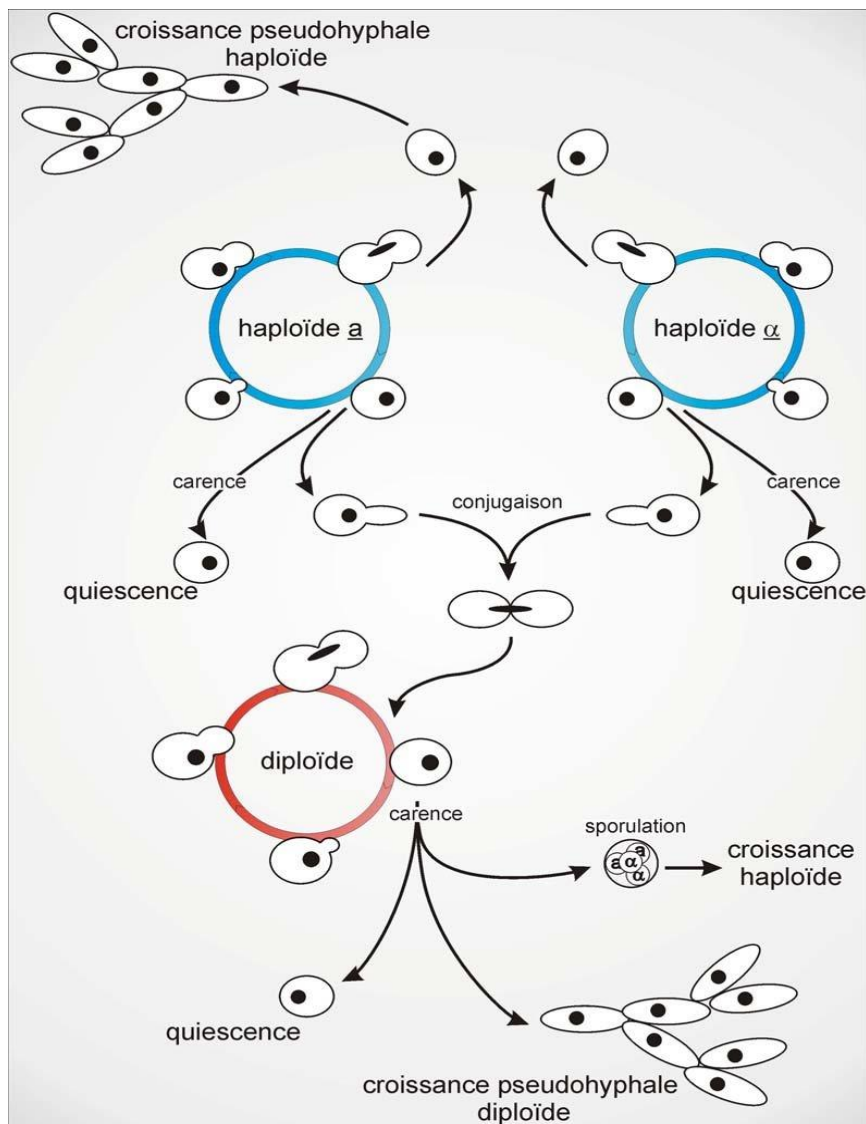 croissance pseudohyphale
haploïde
haploïde a
haploïde α
carence
conjugaison
carence
quiescence
quiescence
diploïde
carence
sporulation
a
a α
α
croissance
haploïde
quiescence
croissance pseudohyphale
diploïde